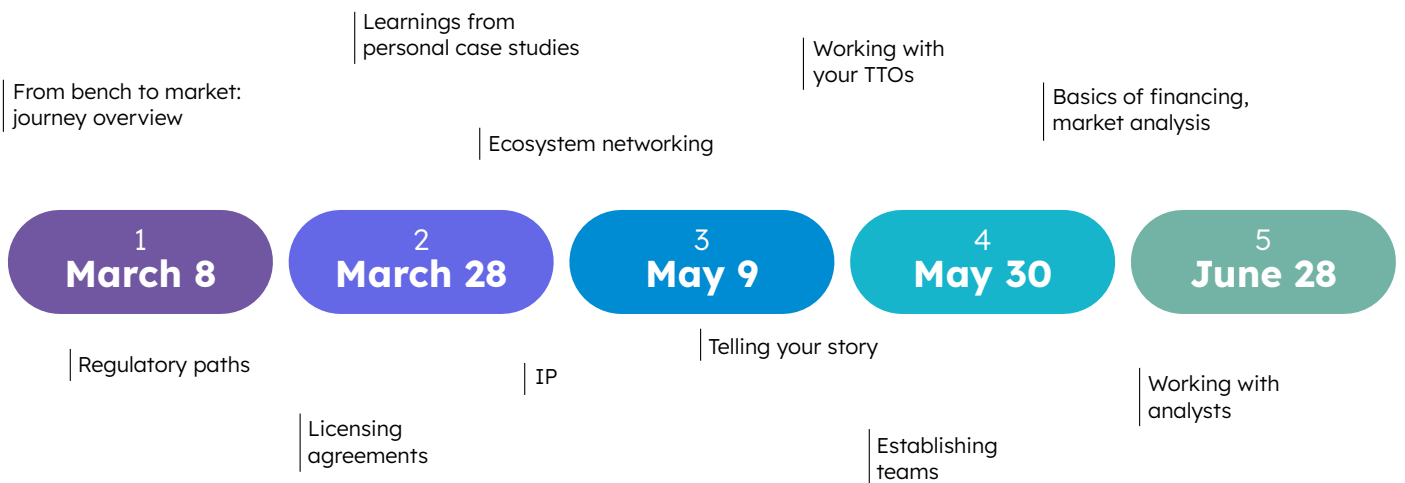 Learnings from
personal case studies
Working with
your TTOs
From bench to market:
journey overview
Basics of financing,
market analysis
Ecosystem networking
1
March 8
2
March 28
3
May 9
4
May 30
5
June 28
Telling your story
Regulatory paths
IP
Working with
analysts
Licensing
agreements
Establishing
teams